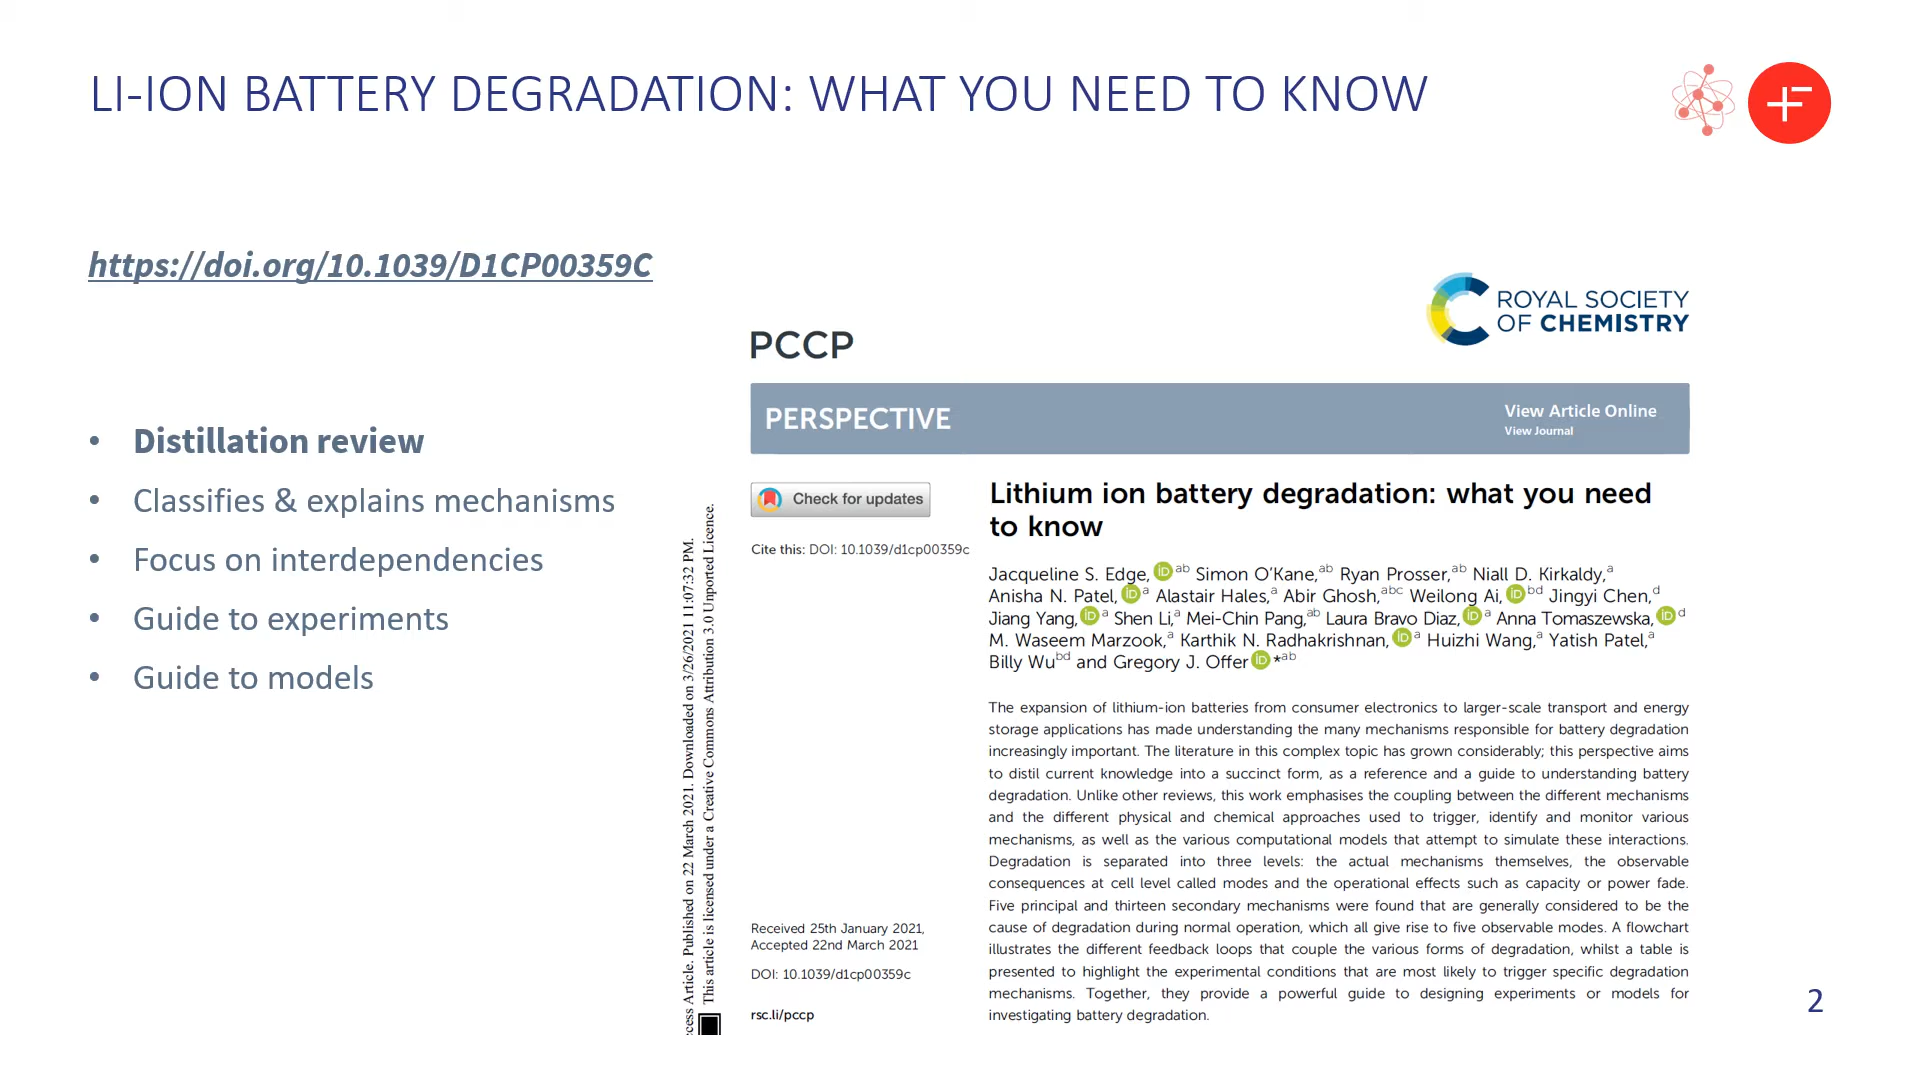 LI-ION BATTERY DEGRADATION: WHAT YOU NEED TO KNOW
https://doi.org/10.1039/D1CP00359C
• Distillation review
• Classifies & explains mechanisms
• Focus on interdependencies
• Guide to experiments
• Guide to models
cess Article. Published on 22 March 2021. Downloaded on 3/26/2021 11:07:32 PM.
This article is licensed under a Creative Commons Attribution 3.0 Unported Licence.
ROYAL SOCIETY
OF CHEMISTRY
PCCP
PERSPECTIVE
View Article Online
View Journal
Check for updates
Cite this: DOI: 10.1039/d1cp00359c
Lithium ion battery degradation: what you need
to know
Jacqueline S. Edge, iD ab Simon O'Kane,ab Ryan Prosser,ab Niall D. Kirkaldy,a
Anisha N. Patel, iD a Alastair Hales,a Abir Ghosh,abc Weilong Ai, iD bd Jingyi Chen,d
Jiang Yang, iD a Shen Li,a Mei-Chin Pang,ab Laura Bravo Diaz, iD a Anna Tomaszewska, iD d
M. Waseem Marzook,a Karthik N. Radhakrishnan, iD a Huizhi Wang,a Yatish Patel,a
Billy Wubd and Gregory J. Offer iD *ab
The expansion of lithium-ion batteries from consumer electronics to larger-scale transport and energy
storage applications has made understanding the many mechanisms responsible for battery degradation
increasingly important. The literature in this complex topic has grown considerably; this perspective aims
to distil current knowledge into a succinct form, as a reference and a guide to understanding battery
degradation. Unlike other reviews, this work emphasises the coupling between the different mechanisms
and the different physical and chemical approaches used to trigger, identify and monitor various
mechanisms, as well as the various computational models that attempt to simulate these interactions.
Degradation is separated into three levels: the actual mechanisms themselves, the observable
consequences at cell level called modes and the operational effects such as capacity or power fade.
Five principal and thirteen secondary mechanisms were found that are generally considered to be the
cause of degradation during normal operation, which all give rise to five observable modes. A flowchart
illustrates the different feedback loops that couple the various forms of degradation, whilst a table is
presented to highlight the experimental conditions that are most likely to trigger specific degradation
mechanisms. Together, they provide a powerful guide to designing experiments or models for
investigating battery degradation.
Received 25th January 2021,
Accepted 22nd March 2021
DOI: 10.1039/d1cp00359c
rsc.li/pccp
2